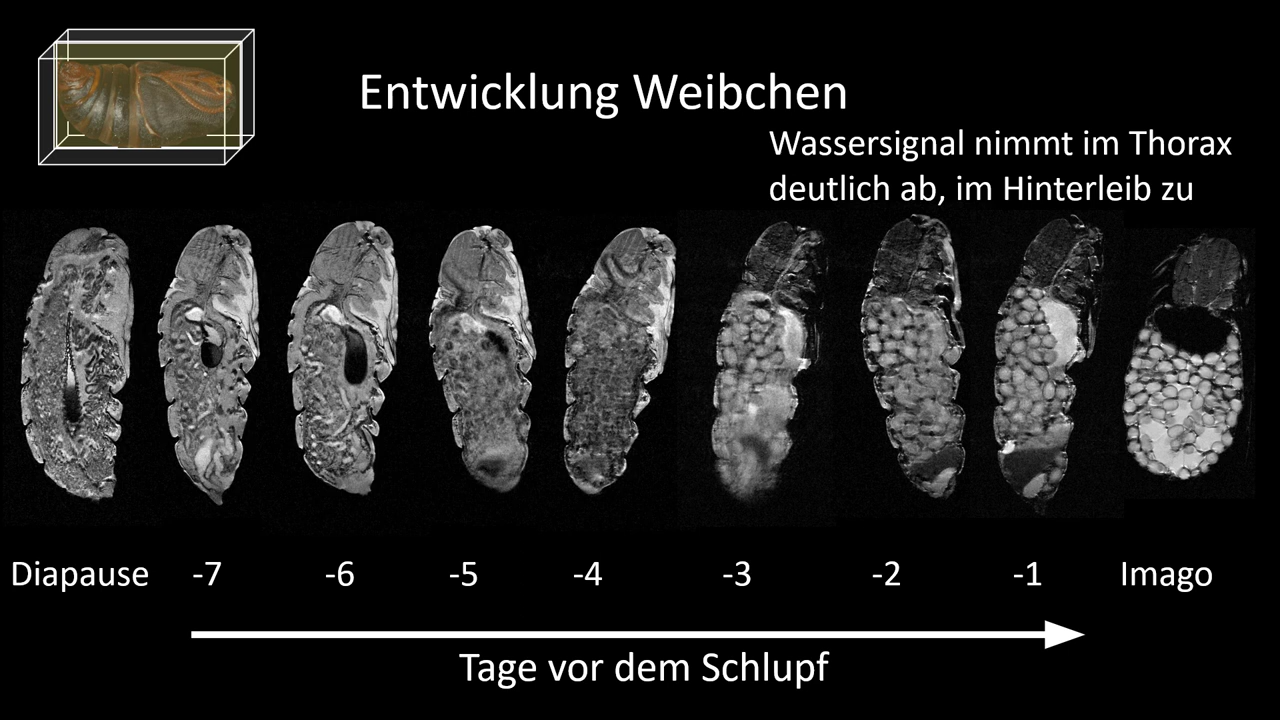 Entwicklung Weibchen
Wassersignal nimmt im Thorax
deutlich ab, im Hinterleib zu
Diapause -7 -6 -5 -4 -3 -2 -1 Imago
Tage vor dem Schlupf